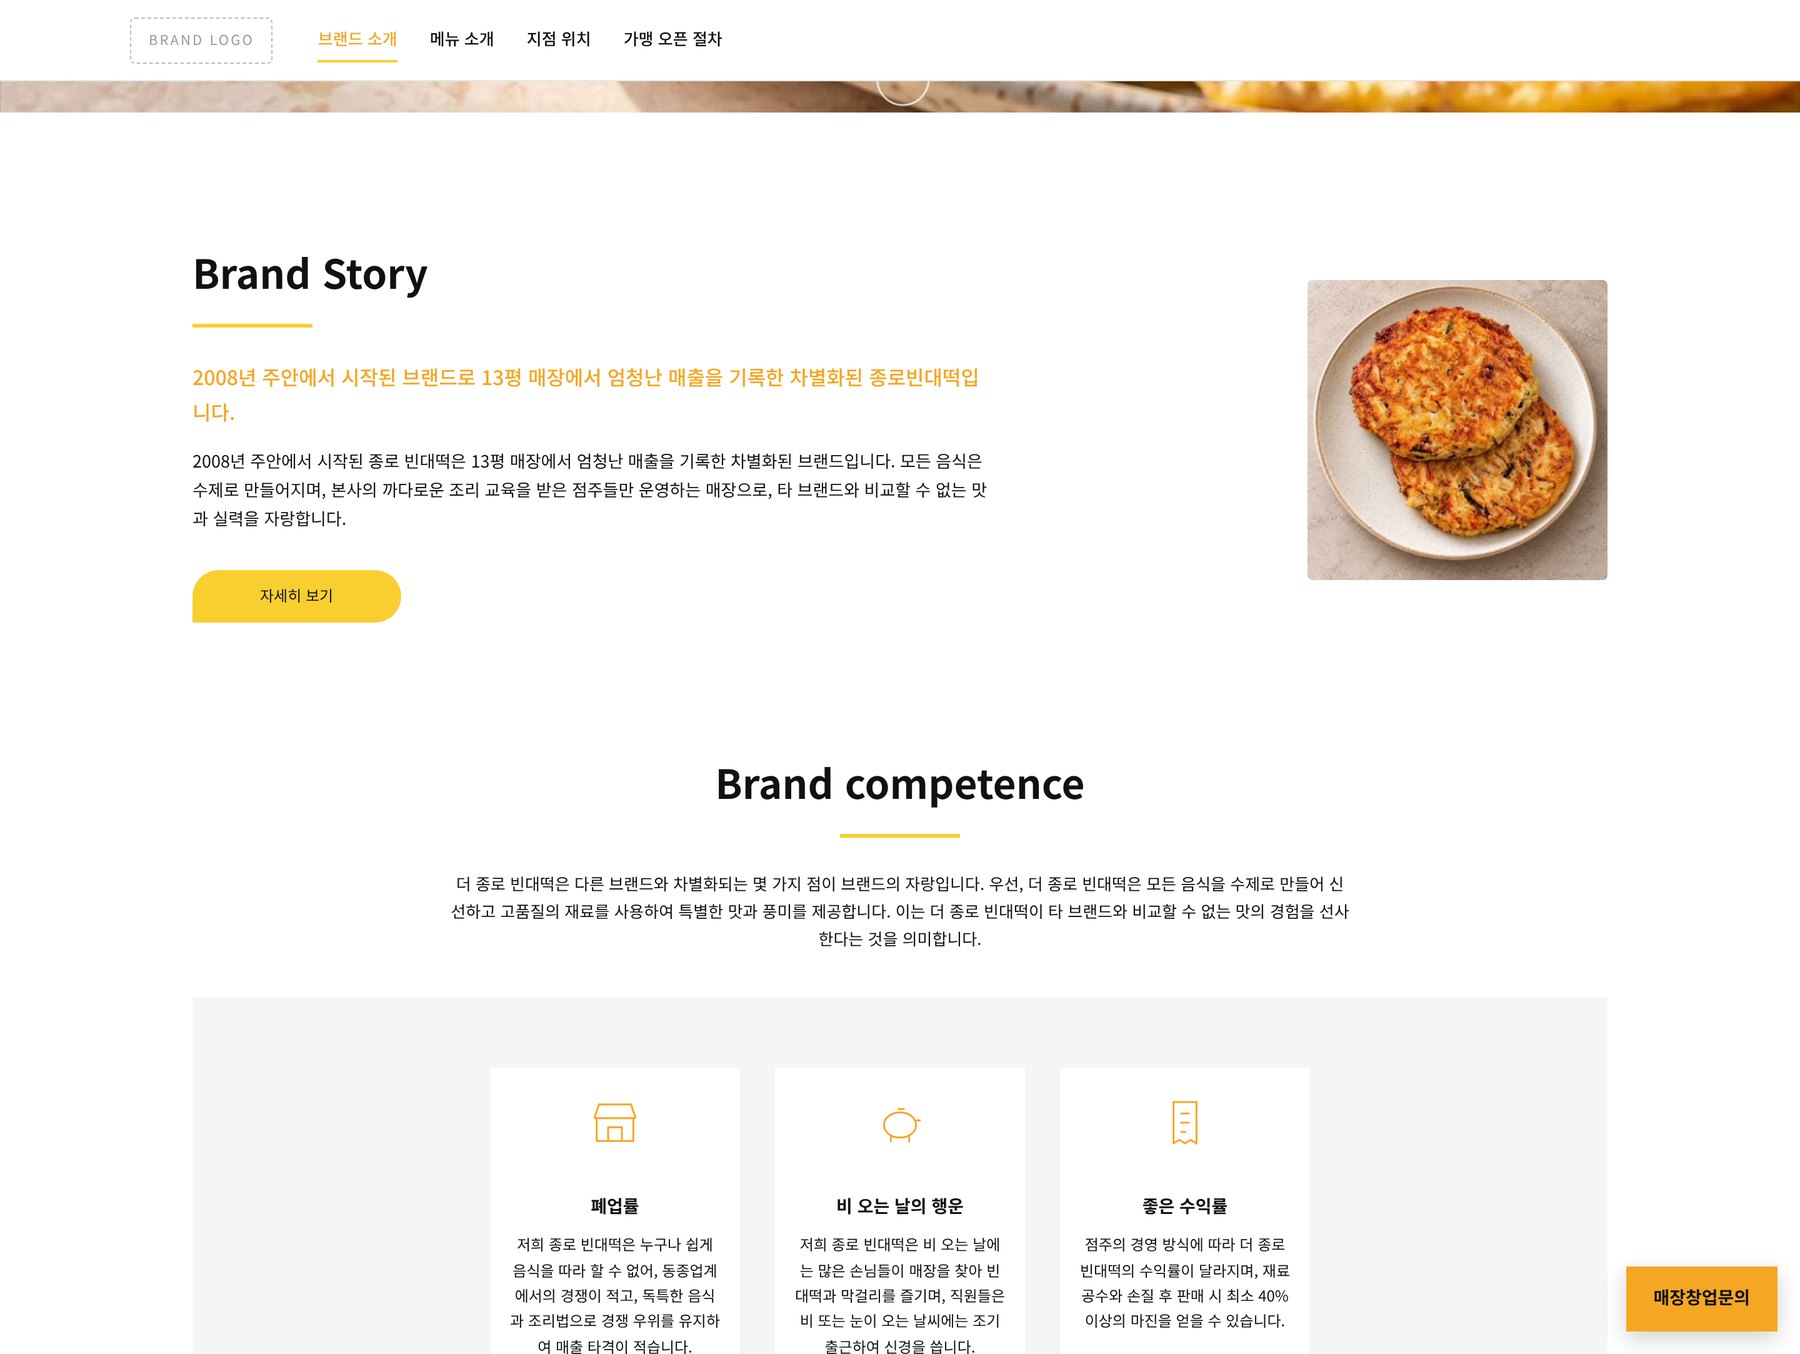 BRAND LOGO
브랜드 소개
메뉴 소개
지점 위치
가맹 오픈 절차
Brand Story
2008년 주안에서 시작된 브랜드로 13평 매장에서 엄청난 매출을 기록한 차별화된 종로빈대떡입
니다.
2008년 주안에서 시작된 종로 빈대떡은 13평 매장에서 엄청난 매출을 기록한 차별화된 브랜드입니다. 모든 음식은
수제로 만들어지며, 본사의 까다로운 조리 교육을 받은 점주들만 운영하는 매장으로, 타 브랜드와 비교할 수 없는 맛
과 실력을 자랑합니다.
자세히 보기
Brand competence
더 종로 빈대떡은 다른 브랜드와 차별화되는 몇 가지 점이 브랜드의 자랑입니다. 우선, 더 종로 빈대떡은 모든 음식을 수제로 만들어 신
선하고 고품질의 재료를 사용하여 특별한 맛과 풍미를 제공합니다. 이는 더 종로 빈대떡이 타 브랜드와 비교할 수 없는 맛의 경험을 선사
한다는 것을 의미합니다.
폐업률
저희 종로 빈대떡은 누구나 쉽게
음식을 따라 할 수 없어, 동종업계
에서의 경쟁이 적고, 독특한 음식
과 조리법으로 경쟁 우위를 유지하
여 매출 타격이 적습니다.
비 오는 날의 행운
저희 종로 빈대떡은 비 오는 날에
는 많은 손님들이 매장을 찾아 빈
대떡과 막걸리를 즐기며, 직원들은
비 또는 눈이 오는 날씨에는 조기
출근하여 신경을 씁니다.
좋은 수익률
점주의 경영 방식에 따라 더 종로
빈대떡의 수익률이 달라지며, 재료
공수와 손질 후 판매 시 최소 40%
이상의 마진을 얻을 수 있습니다.
매장창업문의